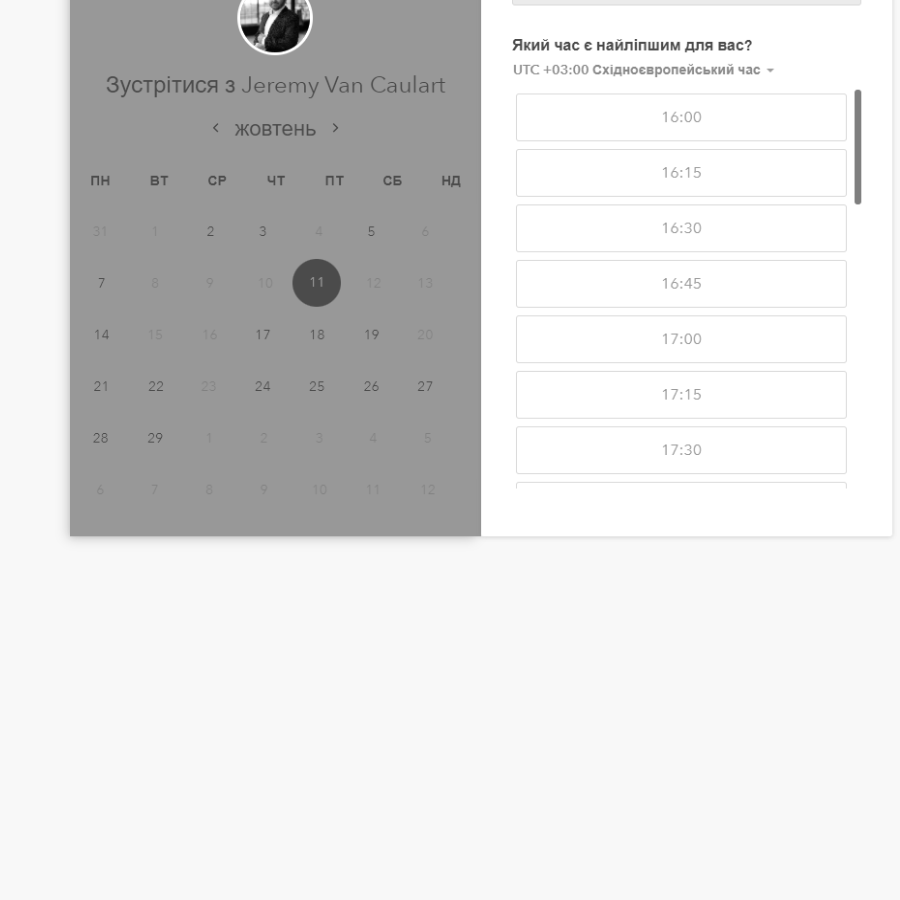 Зустрітися з Jeremy Van Caulart
< жовтень >
ПН ВТ СР ЧТ ПТ СБ НД
31 1 2 3 4 5 6
7 8 9 10 11 12 13
14 15 16 17 18 19 20
21 22 23 24 25 26 27
28 29 1 2 3 4 5
6 7 8 9 10 11 12
Який час є найліпшим для вас?
UTC +03:00 Східноєвропейський час
16:00
16:15
16:30
16:45
17:00
17:15
17:30